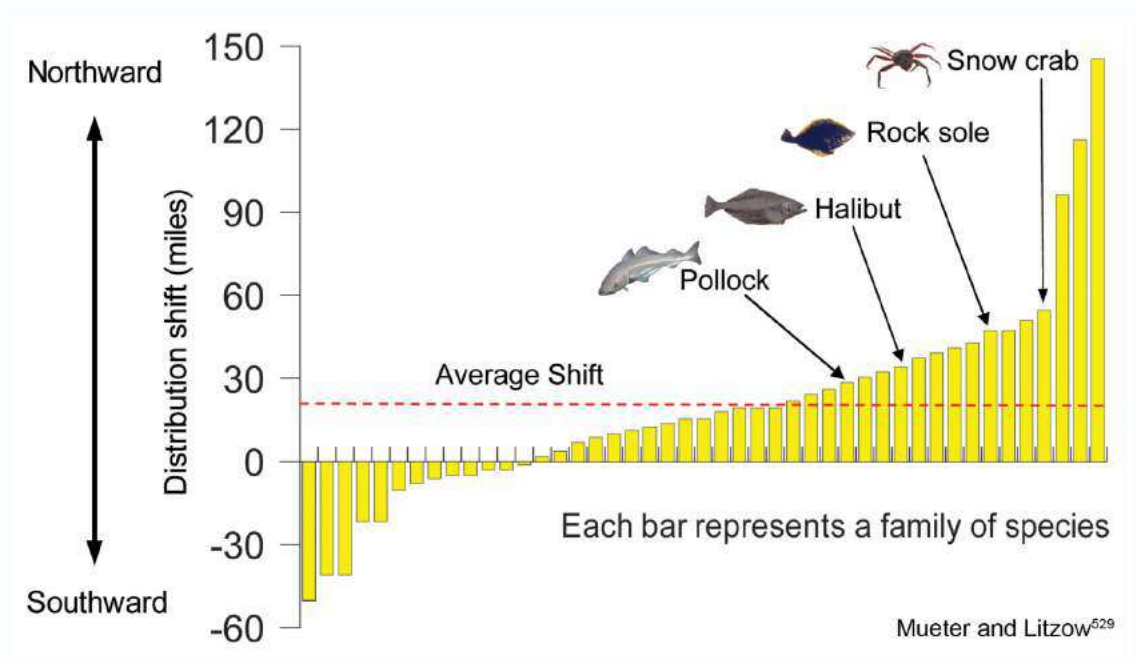 Northward
Southward
Distribution shift (miles)
150
120
90
60
30
0
-30
-60
Snow crab
Rock sole
Halibut
Pollock
Average Shift
Each bar represents a family of species
Mueter and Litzow529